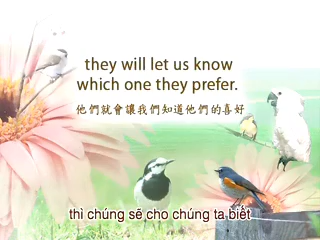 they will let us know
which one they prefer.
他們就會讓我們知道他們的喜好
thì chúng sẽ cho chúng ta biết